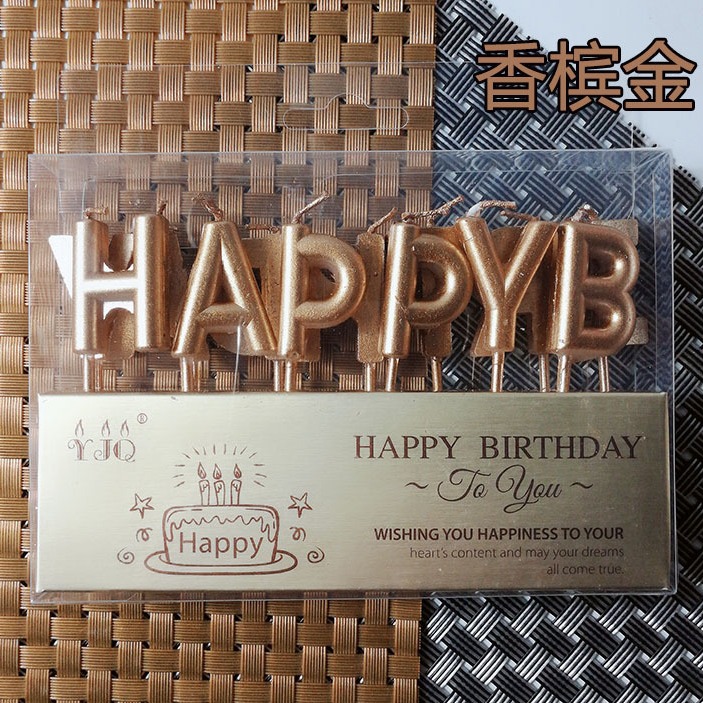 香槟金
HAPPYB
YJQ®
Happy
HAPPY BIRTHDAY
~ To You ~
WISHING YOU HAPPINESS TO YOUR
heart's content and may your dreams
all come true.